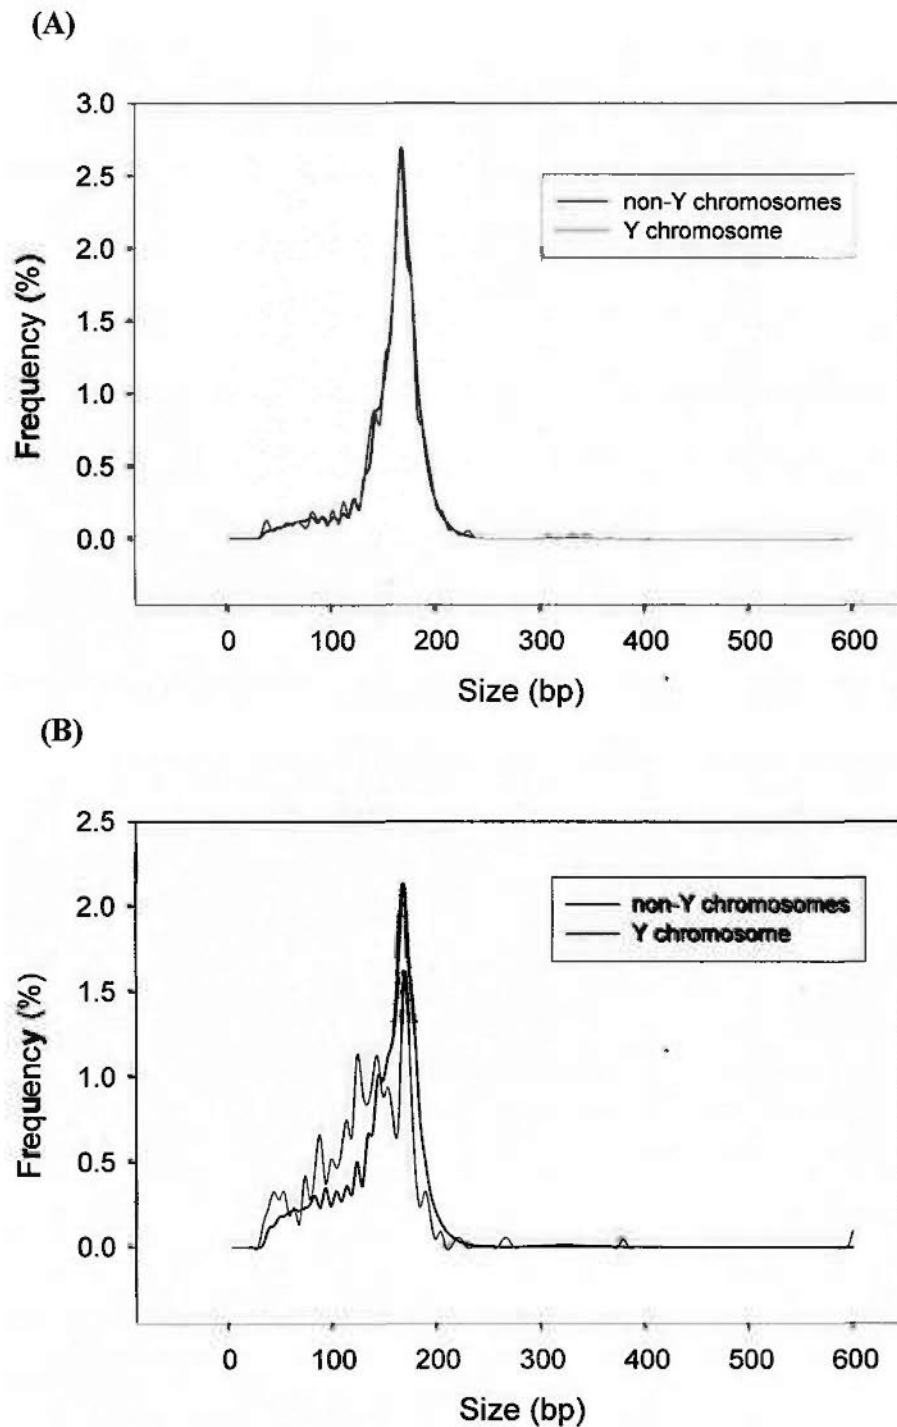 (A)
3.0
2.5
2.0
1.5
1.0
0.5
0.0
Frequency (%)
non-Y chromosomes
Y chromosome
0 100 200 300 400 500 600
Size (bp)
(B)
2.5
2.0
1.5
1.0
0.5
0.0
Frequency (%)
non-Y chromosomes
Y chromosome
0 100 200 300 400 500 600
Size (bp)